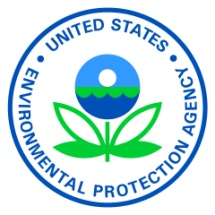 UNITED STATES
ENVIRONMENTAL PROTECTION AGENCY